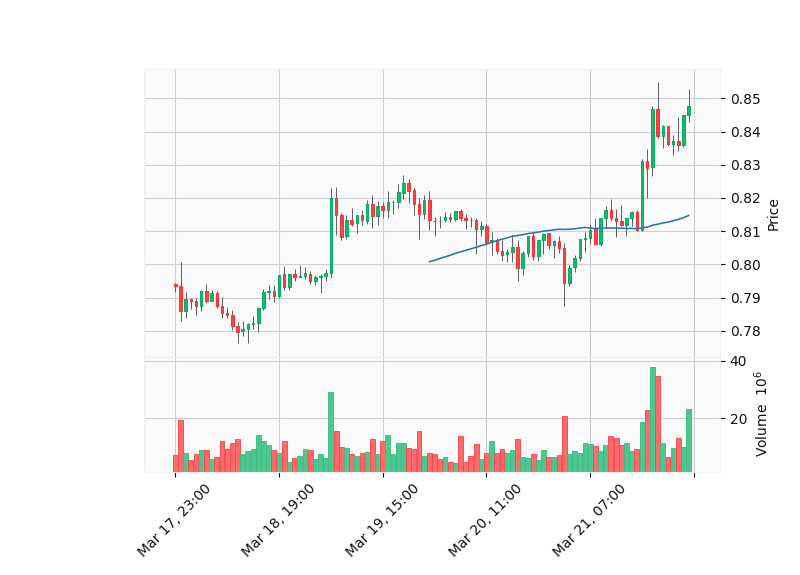 0.85
0.84
0.83
0.82
0.81
0.80
0.79
0.78
Price
40
20
Volume 10^6
Mar 17, 23:00
Mar 18, 19:00
Mar 19, 15:00
Mar 20, 11:00
Mar 21, 07:00